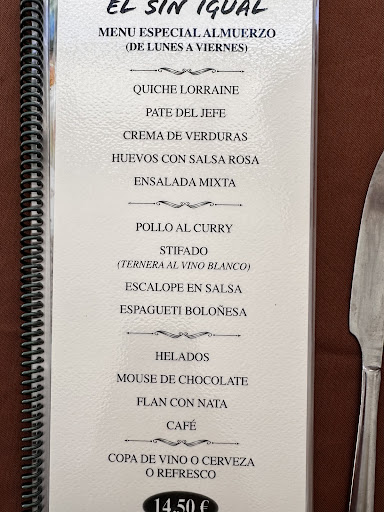 EL SIN IGUAL
MENU ESPECIAL ALMUERZO
(DE LUNES A VIERNES)
QUICHE LORRAINE
PATE DEL JEFE
CREMA DE VERDURAS
HUEVOS CON SALSA ROSA
ENSALADA MIXTA
POLLO AL CURRY
STIFADO
(TERNERA AL VINO BLANCO)
ESCALOPE EN SALSA
ESPAGUETI BOLOÑESA
HELADOS
MOUSE DE CHOCOLATE
FLAN CON NATA
CAFÉ
COPA DE VINO O CERVEZA
O REFRESCO
14,50 €